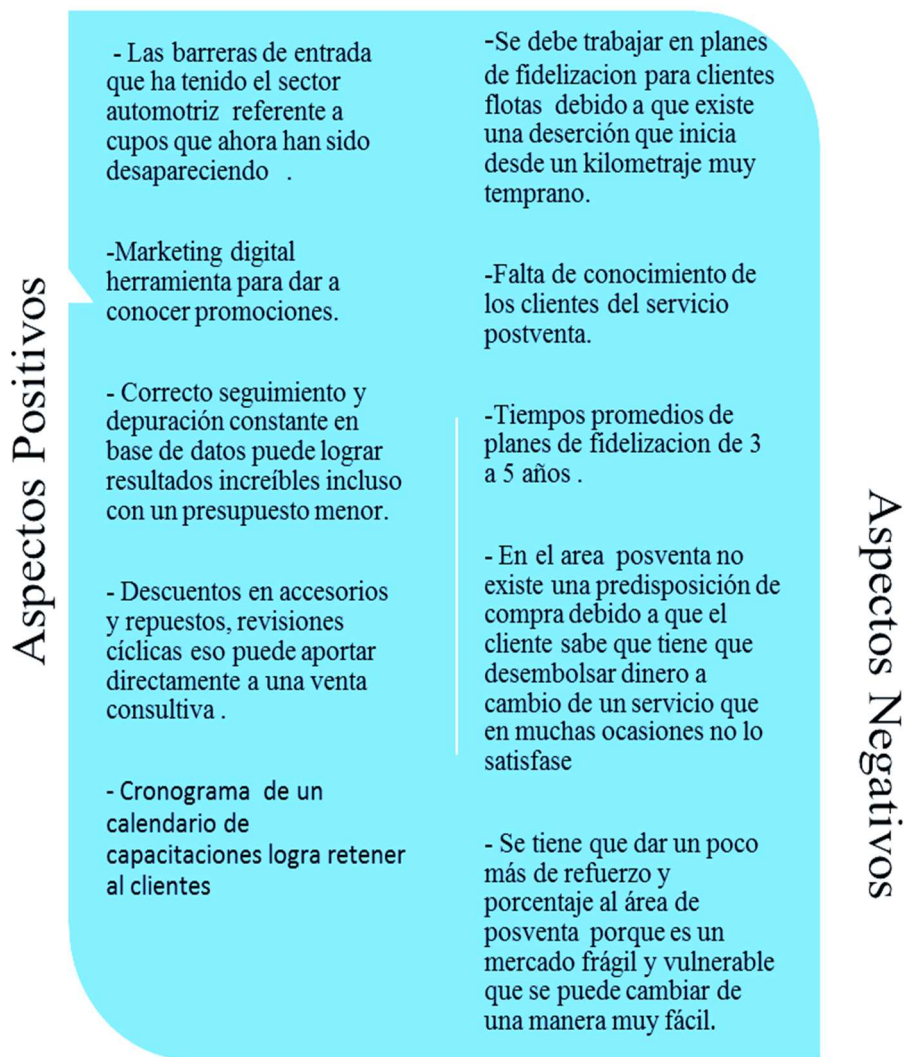 Aspectos Positivos
- Las barreras de entrada
que ha tenido el sector
automotriz referente a
cupos que ahora han sido
desapareciendo .
-Marketing digital
herramienta para dar a
conocer promociones.
- Correcto seguimiento y
depuración constante en
base de datos puede lograr
resultados increíbles incluso
con un presupuesto menor.
- Descuentos en accesorios
y repuestos, revisiones
cíclicas eso puede aportar
directamente a una venta
consultiva .
- Cronograma de un
calendario de
capacitaciones logra retener
al clientes
-Se debe trabajar en planes
de fidelizacion para clientes
flotas debido a que existe
una deserción que inicia
desde un kilometraje muy
temprano.
-Falta de conocimiento de
los clientes del servicio
postventa.
-Tiempos promedios de
planes de fidelizacion de 3
a 5 años .
- En el area posventa no
existe una predisposición de
compra debido a que el
cliente sabe que tiene que
desembolsar dinero a
cambio de un servicio que
en muchas ocasiones no lo
satisfase
- Se tiene que dar un poco
más de refuerzo y
porcentaje al área de
posventa porque es un
mercado frágil y vulnerable
que se puede cambiar de
una manera muy fácil.
Aspectos Negativos